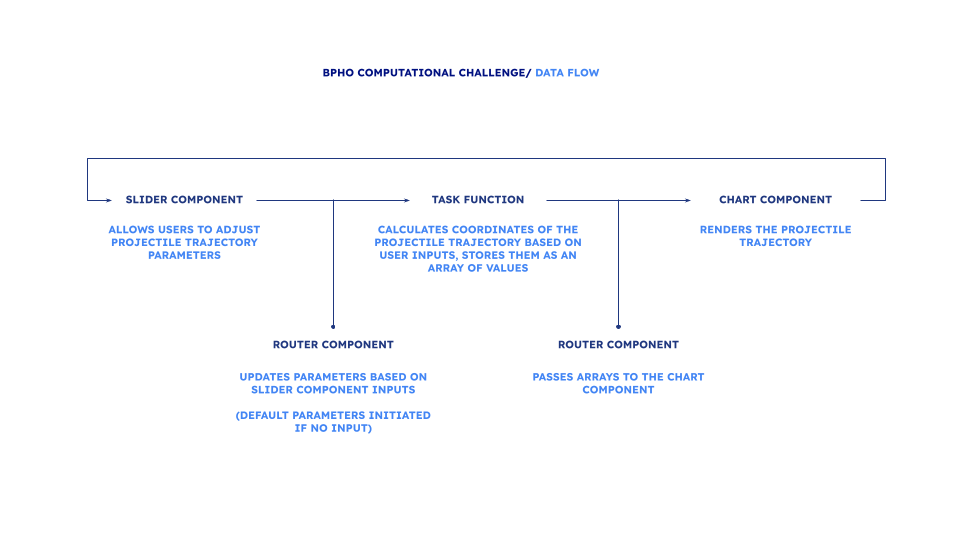 BPHO COMPUTATIONAL CHALLENGE/ DATA FLOW
SLIDER COMPONENT
ALLOWS USERS TO ADJUST
PROJECTILE TRAJECTORY
PARAMETERS
TASK FUNCTION
CALCULATES COORDINATES OF THE
PROJECTILE TRAJECTORY BASED ON
USER INPUTS, STORES THEM AS AN
ARRAY OF VALUES
CHART COMPONENT
RENDERS THE PROJECTILE
TRAJECTORY
ROUTER COMPONENT
UPDATES PARAMETERS BASED ON
SLIDER COMPONENT INPUTS
(DEFAULT PARAMETERS INITIATED
IF NO INPUT)
ROUTER COMPONENT
PASSES ARRAYS TO THE CHART
COMPONENT